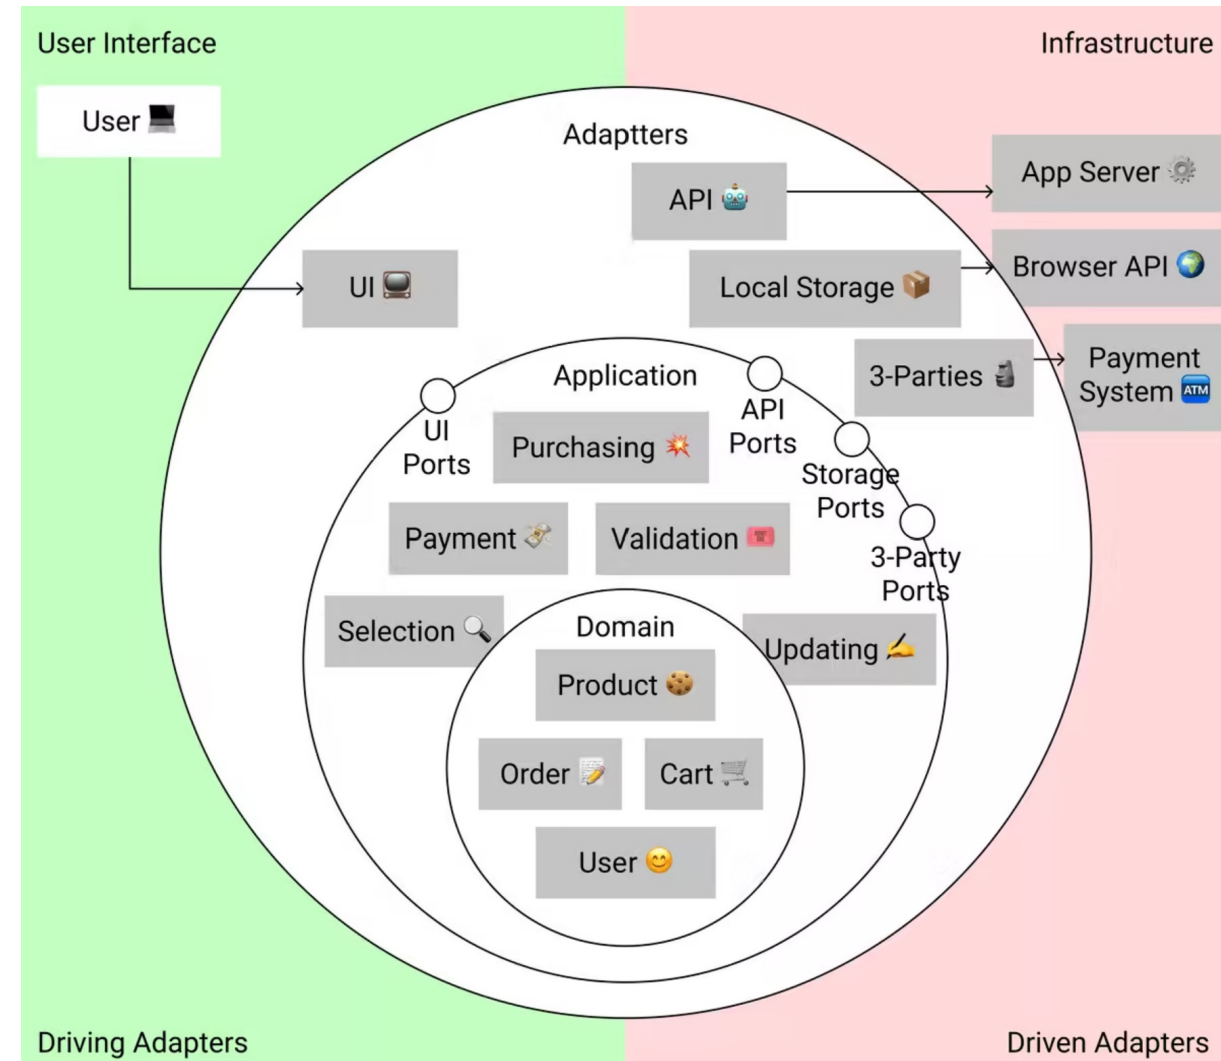 User Interface
Infrastructure
User
Adaptters
API
App Server
UI
Local Storage
Browser API
Application
3-Parties
Payment
System ATM
UI
Ports
API
Ports
Purchasing
Storage
Ports
Payment
Validation
3-Party
Ports
Selection
Domain
Updating
Product
Order
Cart
User
Driving Adapters
Driven Adapters